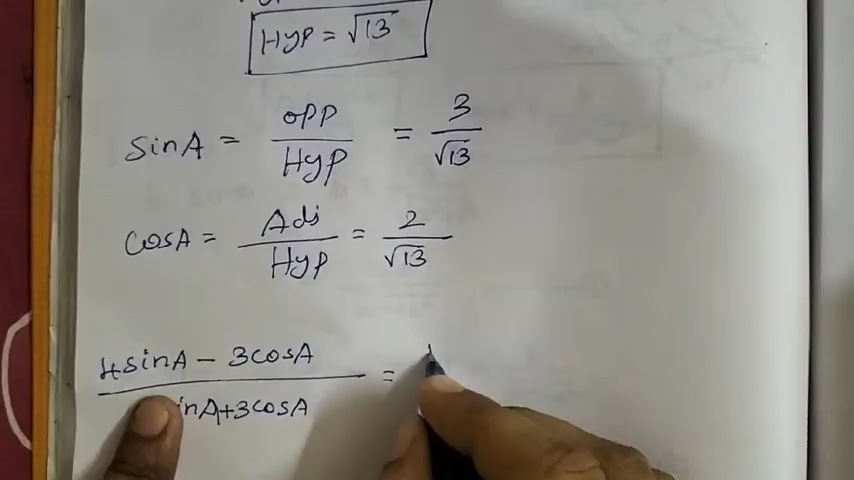 Hyp = √13
sinA = opp/Hyp = 3/√13
cosA = Adj/Hyp = 2/√13
4sinA - 3cosA / inA+3cosA =